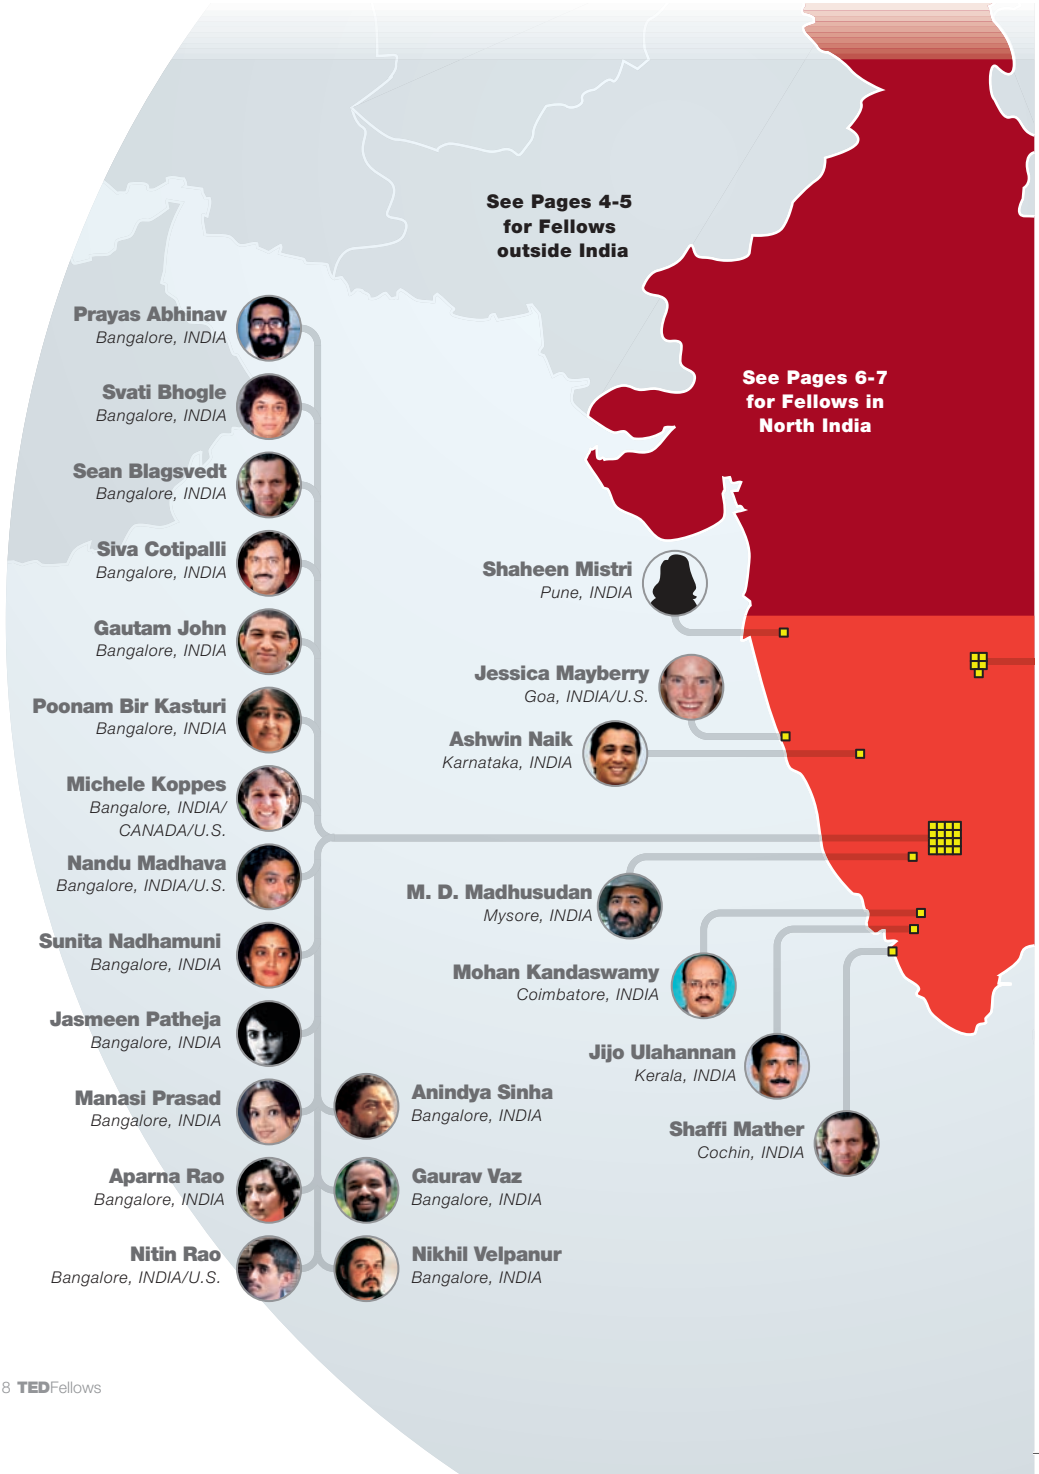 See Pages 4-5
for Fellows
outside India
Prayas Abhinav
Bangalore, INDIA
Svati Bhogle
Bangalore, INDIA
Sean Blagsvedt
Bangalore, INDIA
Siva Cotipalli
Bangalore, INDIA
Gautam John
Bangalore, INDIA
Poonam Bir Kasturi
Bangalore, INDIA
Michele Koppes
Bangalore, INDIA/
CANADA/U.S.
Nandu Madhava
Bangalore, INDIA/U.S.
Sunita Nadhamuni
Bangalore, INDIA
Jasmeen Patheja
Bangalore, INDIA
Manasi Prasad
Bangalore, INDIA
Aparna Rao
Bangalore, INDIA
Nitin Rao
Bangalore, INDIA/U.S.
Anindya Sinha
Bangalore, INDIA
Gaurav Vaz
Bangalore, INDIA
Nikhil Velpanur
Bangalore, INDIA
See Pages 6-7
for Fellows in
North India
Shaheen Mistri
Pune, INDIA
Jessica Mayberry
Goa, INDIA/U.S.
Ashwin Naik
Karnataka, INDIA
M. D. Madhusudan
Mysore, INDIA
Mohan Kandaswamy
Coimbatore, INDIA
Jijo Ulahannan
Kerala, INDIA
Shaffi Mather
Cochin, INDIA
8 TEDFellows